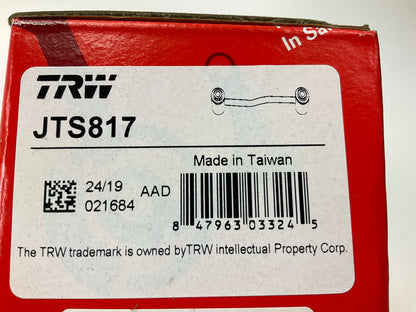 In Sa
TRW
JTS817
Made in Taiwan
24/19 AAD
021684
8 47963 03324 5
The TRW trademark is owned byTRW intellectual Property Corp.